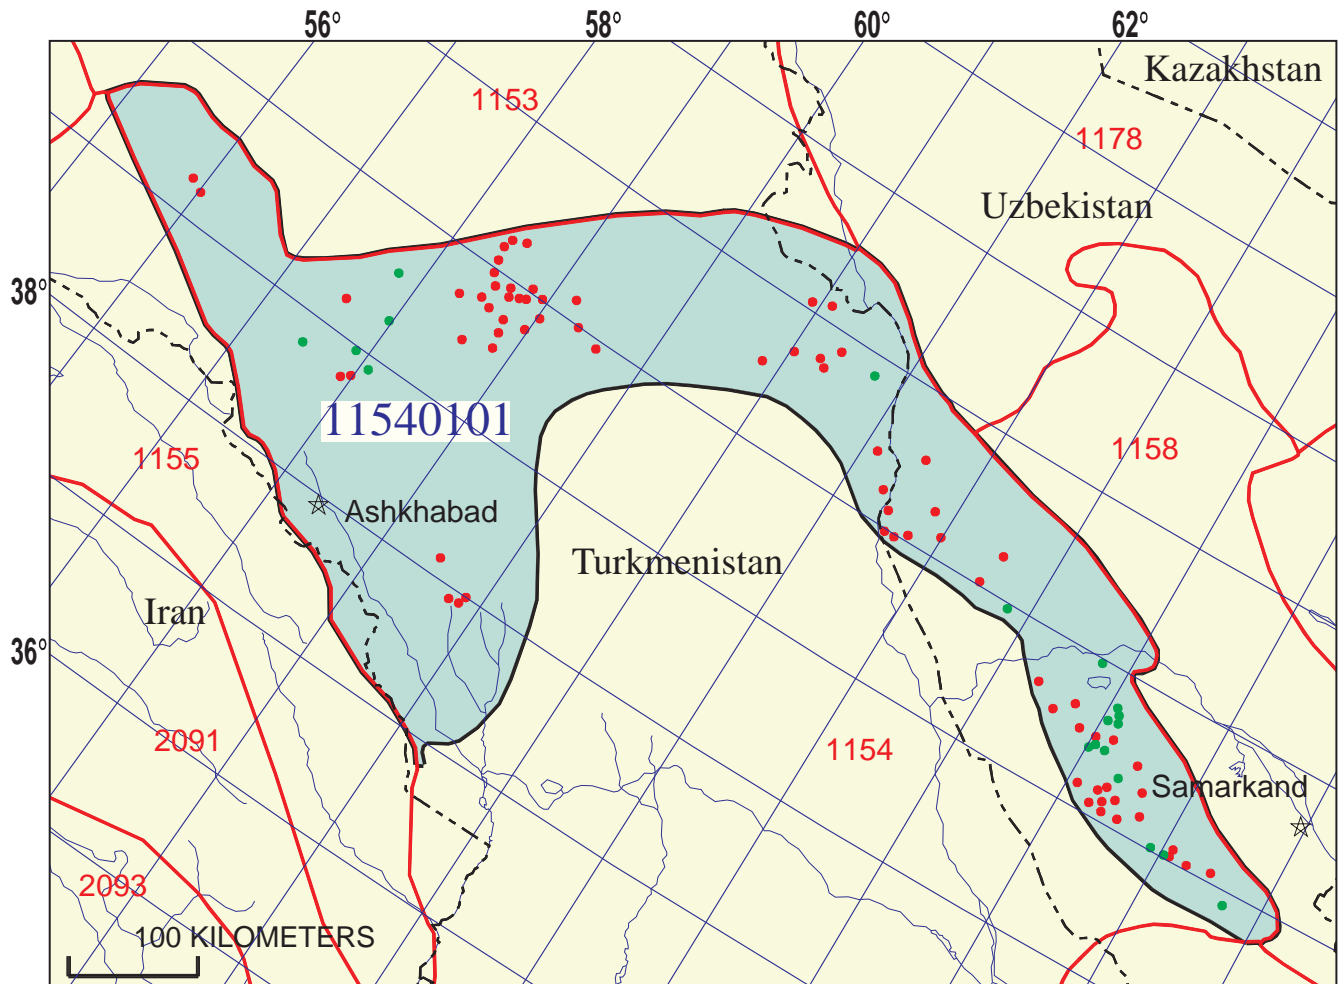 56° 58° 60° 62°
Kazakhstan
1153
1178
Uzbekistan
38°
11540101
1155
1158
Ashkhabad
Turkmenistan
Iran
36°
2091
1154
Samarkand
2093
100 KILOMETERS